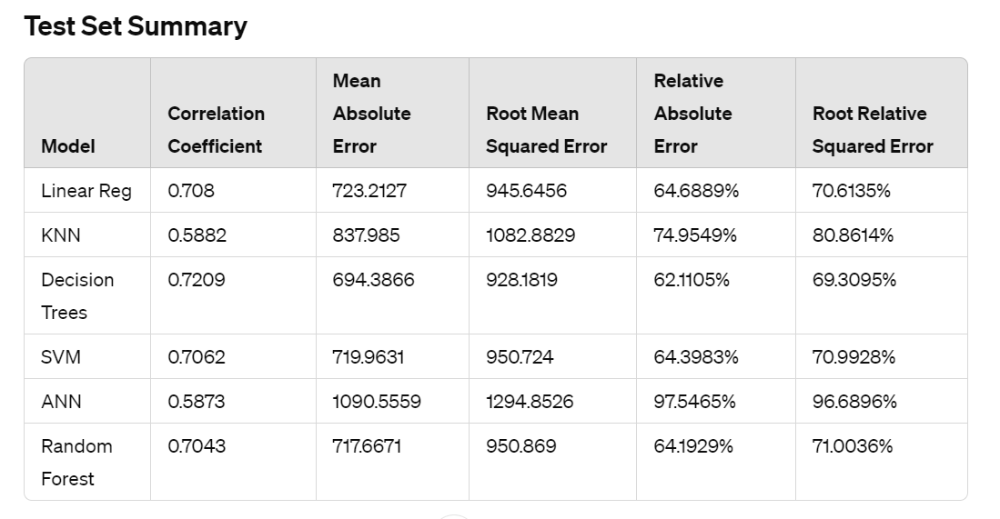 Test Set Summary
Model | Correlation Coefficient | Mean Absolute Error | Root Mean Squared Error | Relative Absolute Error | Root Relative Squared Error
Linear Reg | 0.708 | 723.2127 | 945.6456 | 64.6889% | 70.6135%
KNN | 0.5882 | 837.985 | 1082.8829 | 74.9549% | 80.8614%
Decision Trees | 0.7209 | 694.3866 | 928.1819 | 62.1105% | 69.3095%
SVM | 0.7062 | 719.9631 | 950.724 | 64.3983% | 70.9928%
ANN | 0.5873 | 1090.5559 | 1294.8526 | 97.5465% | 96.6896%
Random Forest | 0.7043 | 717.6671 | 950.869 | 64.1929% | 71.0036%